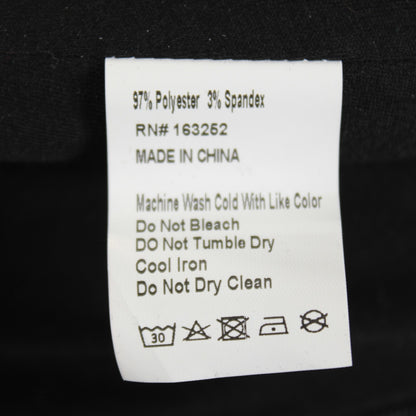 97% Polyester 3% Spandex
RN# 163252
MADE IN CHINA
Machine Wash Cold With Like Color
Do Not Bleach
DO Not Tumble Dry
Cool Iron
Do Not Dry Clean
30